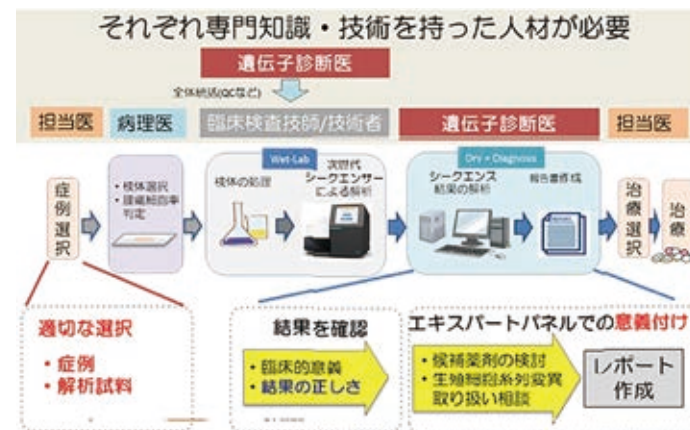 それぞれ専門知識・技術を持った人材が必要
遺伝子診断医
全体統括(QCなど)
担当医
病理医
臨床検査技師/技術者
遺伝子診断医
担当医
Wet-Lab
Dry・Diagnosis
症例選択
・検体選択
・腫瘍細胞率
判定
検体の処理
次世代
シークエンサー
による解析
シークエンス
結果の解析
報告書作成
治療選択
治療
適切な選択
・症例
・解析試料
結果を確認
・臨床的意義
・結果の正しさ
エキスパートパネルでの意義付け
・候補薬剤の検討
・生殖細胞系列変異
取り扱い相談
レポート
作成